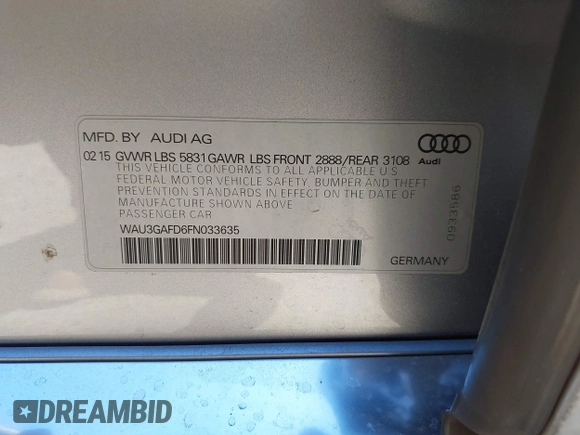 MFD. BY AUDI AG
02 15 GVWR LBS 5831 GAWR LBS FRONT 2888/REAR 3108
Audi
THIS VEHICLE CONFORMS TO ALL APPLICABLE U.S.
FEDERAL MOTOR VEHICLE SAFETY, BUMPER AND THEFT
PREVENTION STANDARDS IN EFFECT ON THE DATE OF
MANUFACTURE SHOWN ABOVE
PASSENGER CAR
WAU3GAFD6FN033635
0933586
GERMANY
DREAMBID